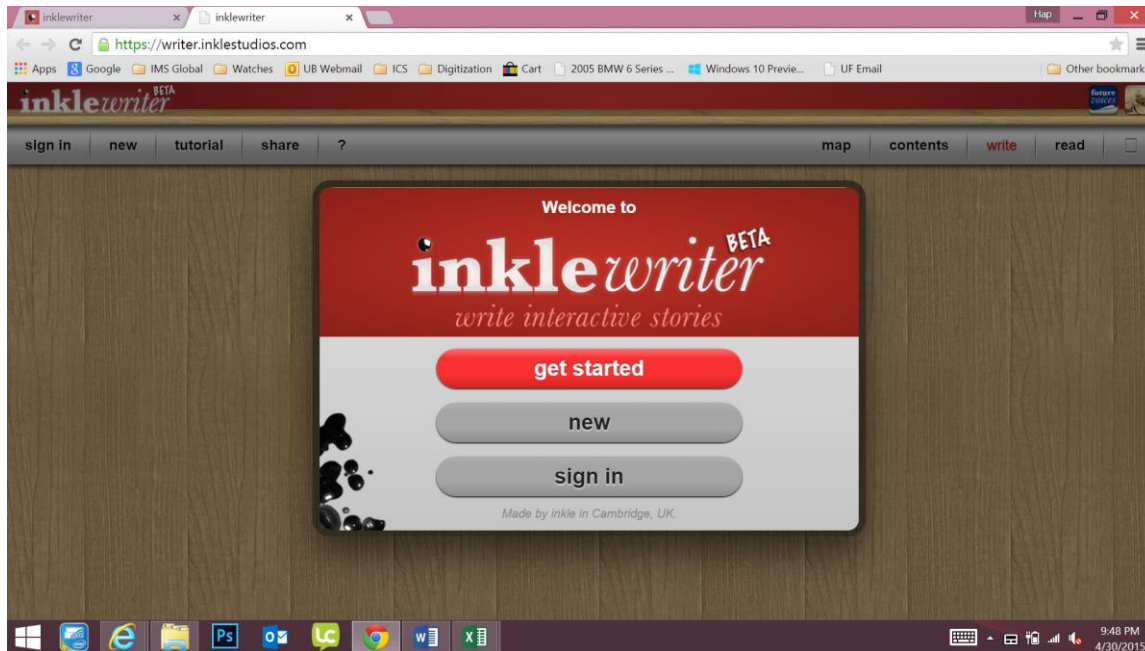 inklewriter
inklewriter
Hap
https://writer.inklestudios.com
Apps Google IMS Global Watches UB Webmail ICS Digitization Cart 2005 BMW 6 Series ... Windows 10 Previe... UF Email Other bookmark
inklewriter BETA
future voices
sign in new tutorial share ? map contents write read
Welcome to
inklewriter BETA
write interactive stories
get started
new
sign in
Made by inkle in Cambridge, UK.
9:48 PM
4/30/2015